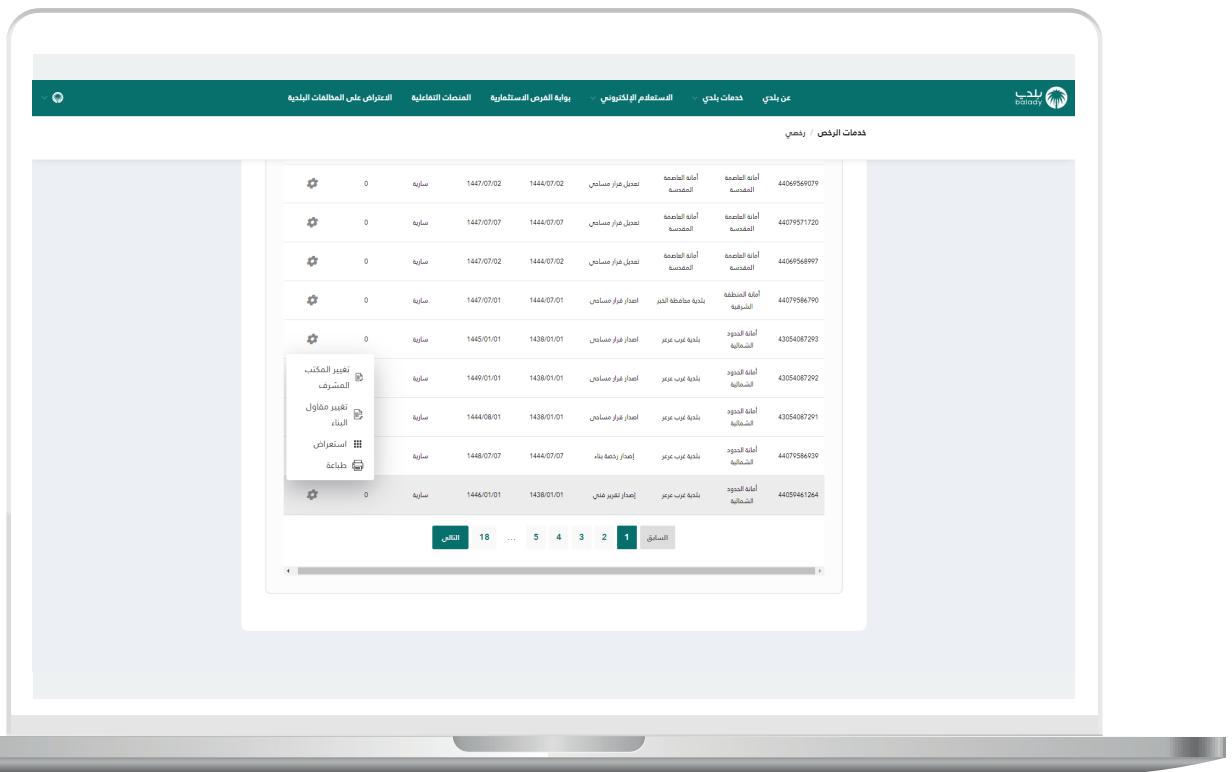 بلدي
balady
عن بلدي
خدمات بلدي
الاستعلام الإلكتروني
بوابة الفرص الاستثمارية
المنصات التفاعلية
الاعتراض على المخالفات البلدية
خدمات الرخص / رخصي
44069569079 أمانة العاصمة المقدسة أمانة العاصمة المقدسة تعديل قرار مساحي 1444/07/02 1447/07/02 سارية 0
44079571720 أمانة العاصمة المقدسة أمانة العاصمة المقدسة تعديل قرار مساحي 1444/07/07 1447/07/07 سارية 0
44069568997 أمانة العاصمة المقدسة أمانة العاصمة المقدسة تعديل قرار مساحي 1444/07/02 1447/07/02 سارية 0
44079586790 أمانة المنطقة الشرقية بلدية محافظة الخبر اصدار قرار مساحي 1444/07/01 1447/07/01 سارية 0
43054087293 أمانة الحدود الشمالية بلدية غرب عرعر اصدار قرار مساحي 1438/01/01 1445/01/01 سارية 0
43054087292 أمانة الحدود الشمالية بلدية غرب عرعر اصدار قرار مساحي 1438/01/01 1449/01/01 سارية
43054087291 أمانة الحدود الشمالية بلدية غرب عرعر اصدار قرار مساحي 1438/01/01 1444/08/01 سارية
44079586939 أمانة الحدود الشمالية بلدية غرب عرعر إصدار رخصة بناء 1444/07/07 1448/07/07 سارية
44059461264 أمانة الحدود الشمالية بلدية غرب عرعر إصدار تقرير فني 1438/01/01 1446/01/01 سارية 0
تغيير المكتب
المشرف
تغيير مقاول
البناء
استعراض
طباعة
السابق 1 2 3 4 5 ... 18 التالي